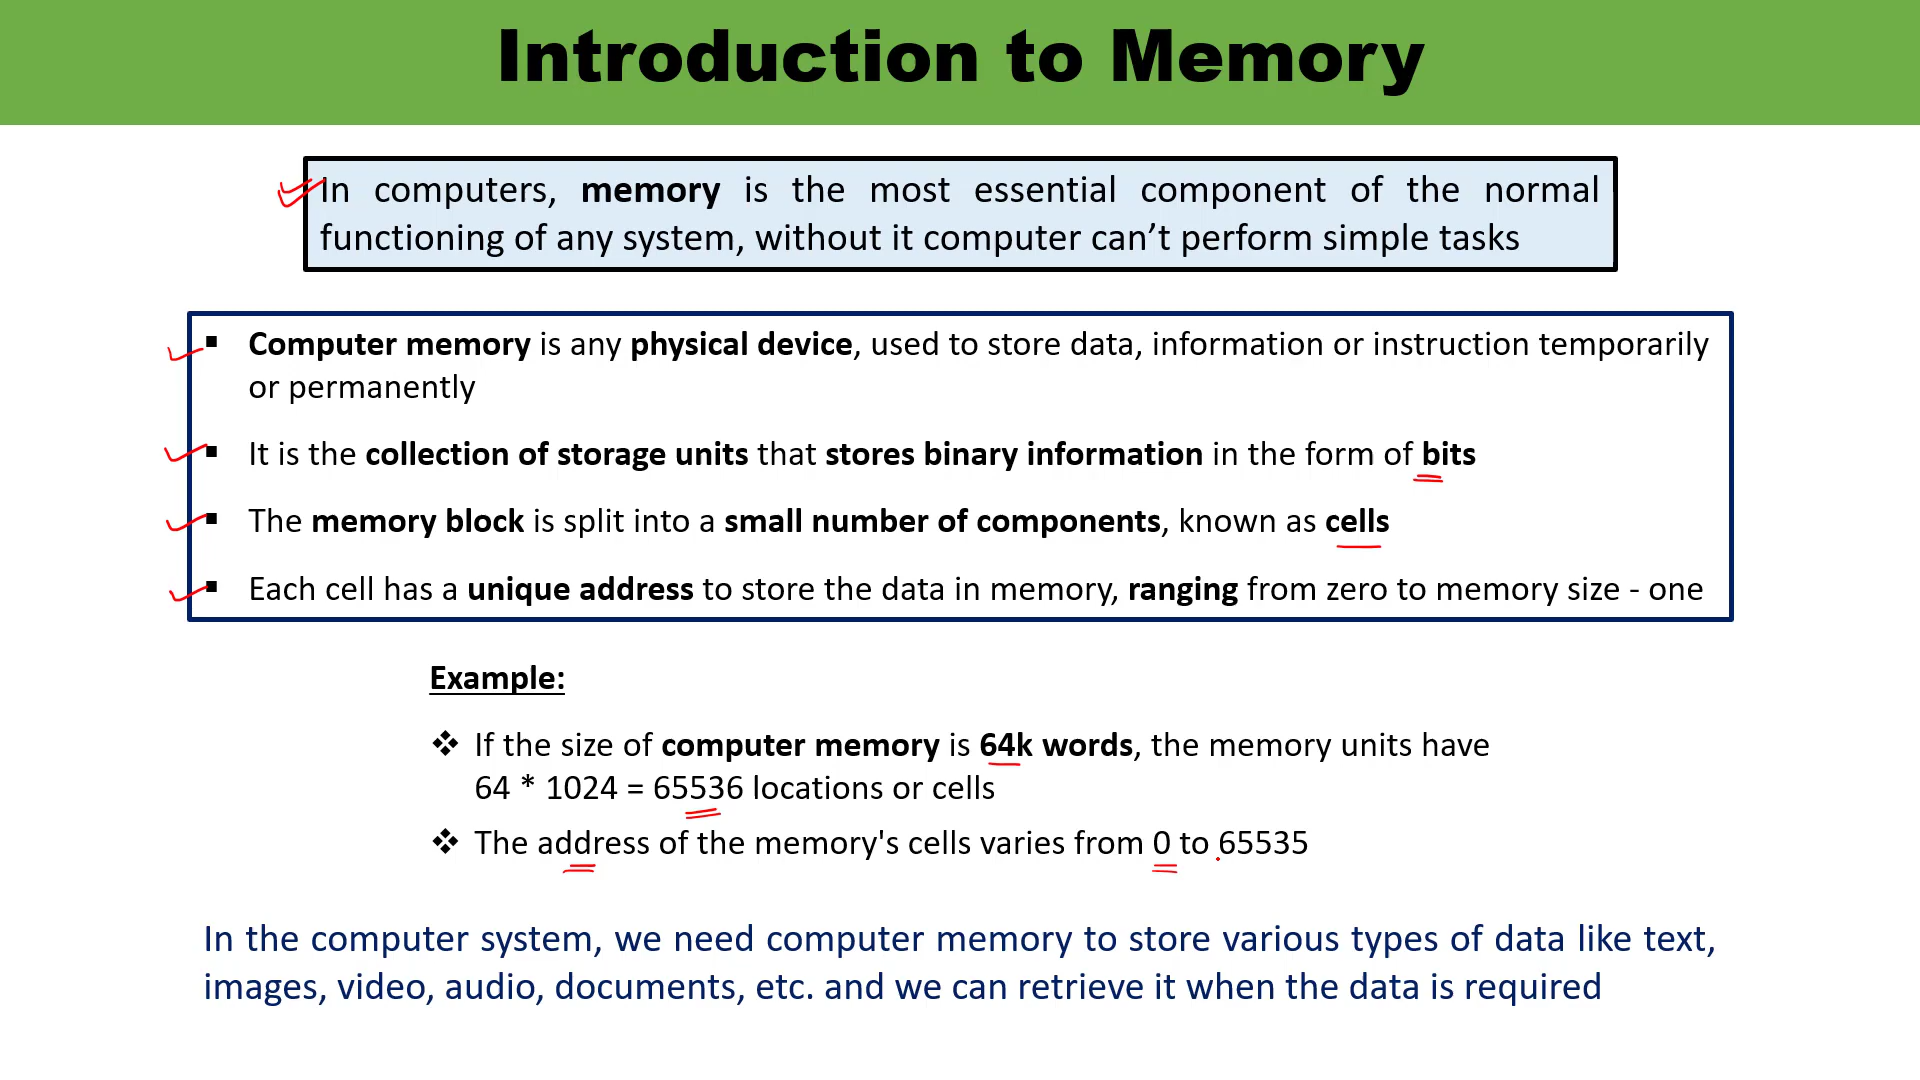 Introduction to Memory
In computers, memory is the most essential component of the normal
functioning of any system, without it computer can’t perform simple tasks
▪ Computer memory is any physical device, used to store data, information or instruction temporarily
or permanently
▪ It is the collection of storage units that stores binary information in the form of bits
▪ The memory block is split into a small number of components, known as cells
▪ Each cell has a unique address to store the data in memory, ranging from zero to memory size - one
Example:
❖ If the size of computer memory is 64k words, the memory units have
64 * 1024 = 65536 locations or cells
❖ The address of the memory's cells varies from 0 to 65535
In the computer system, we need computer memory to store various types of data like text,
images, video, audio, documents, etc. and we can retrieve it when the data is required